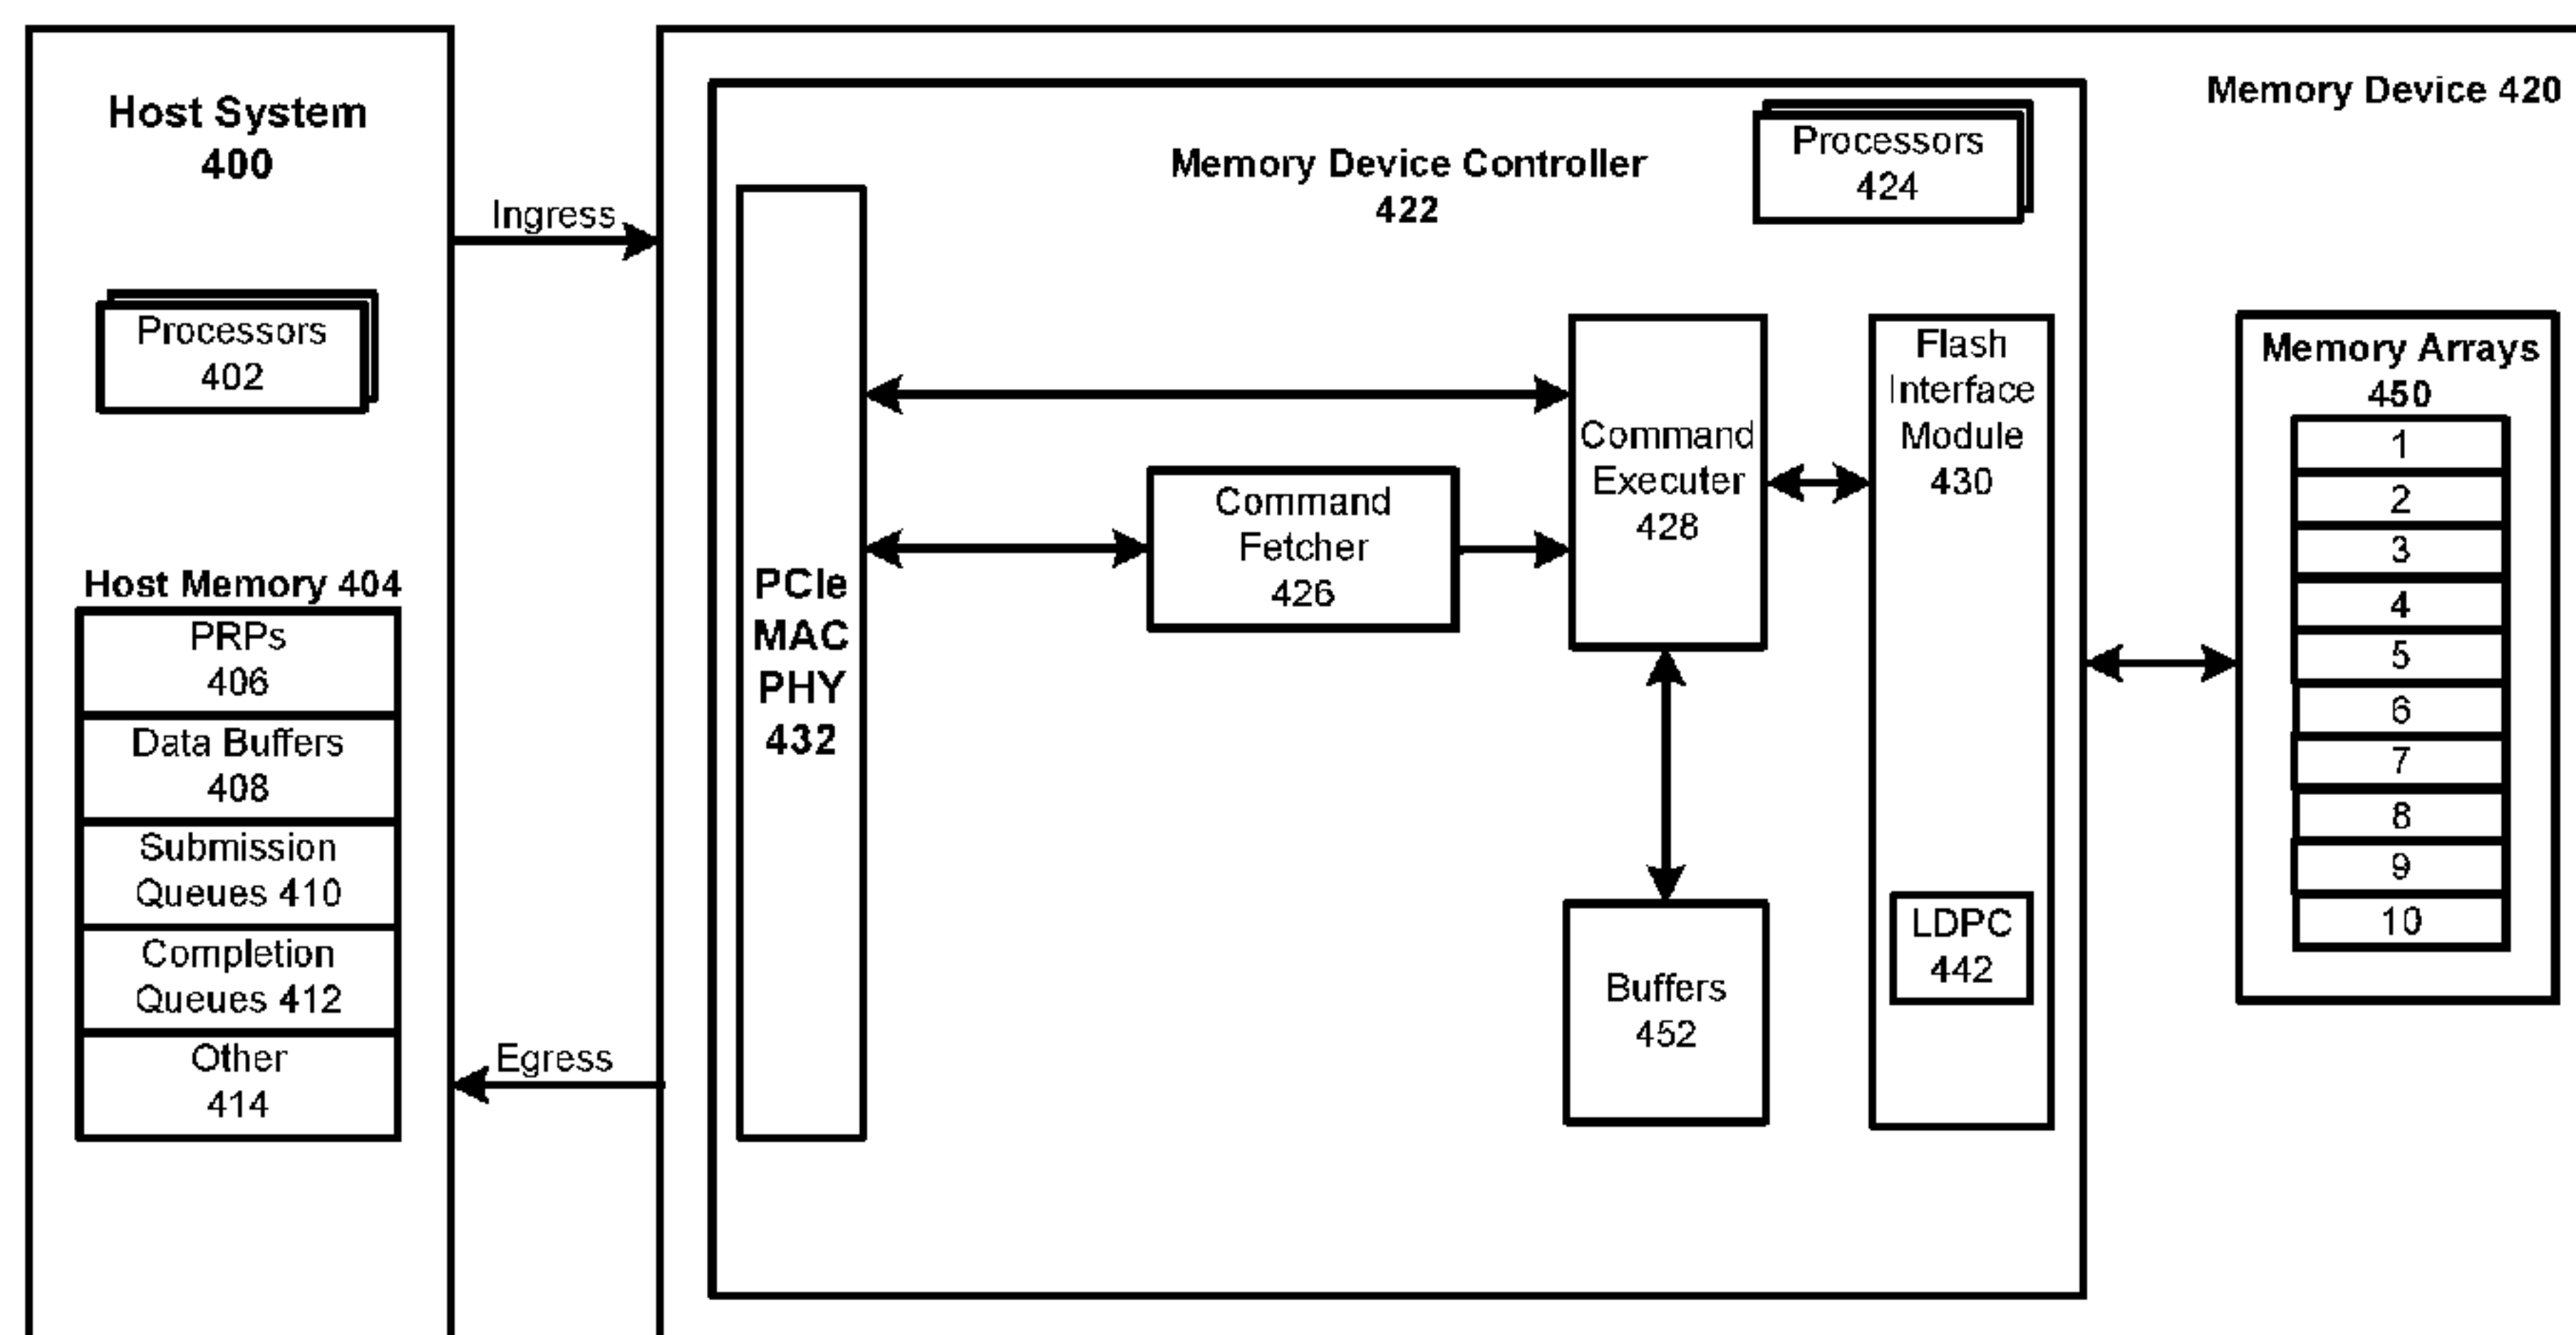 Host System
400
Processors
402
Host Memory 404
PRPs
406
Data Buffers
408
Submission
Queues 410
Completion
Queues 412
Other
414
Ingress
Egress
Memory Device 420
Memory Device Controller
422
Processors
424
PCIe
MAC
PHY
432
Command
Fetcher
426
Command
Executer
428
Buffers
452
Flash
Interface
Module
430
LDPC
442
Memory Arrays
450
1
2
3
4
5
6
7
8
9
10